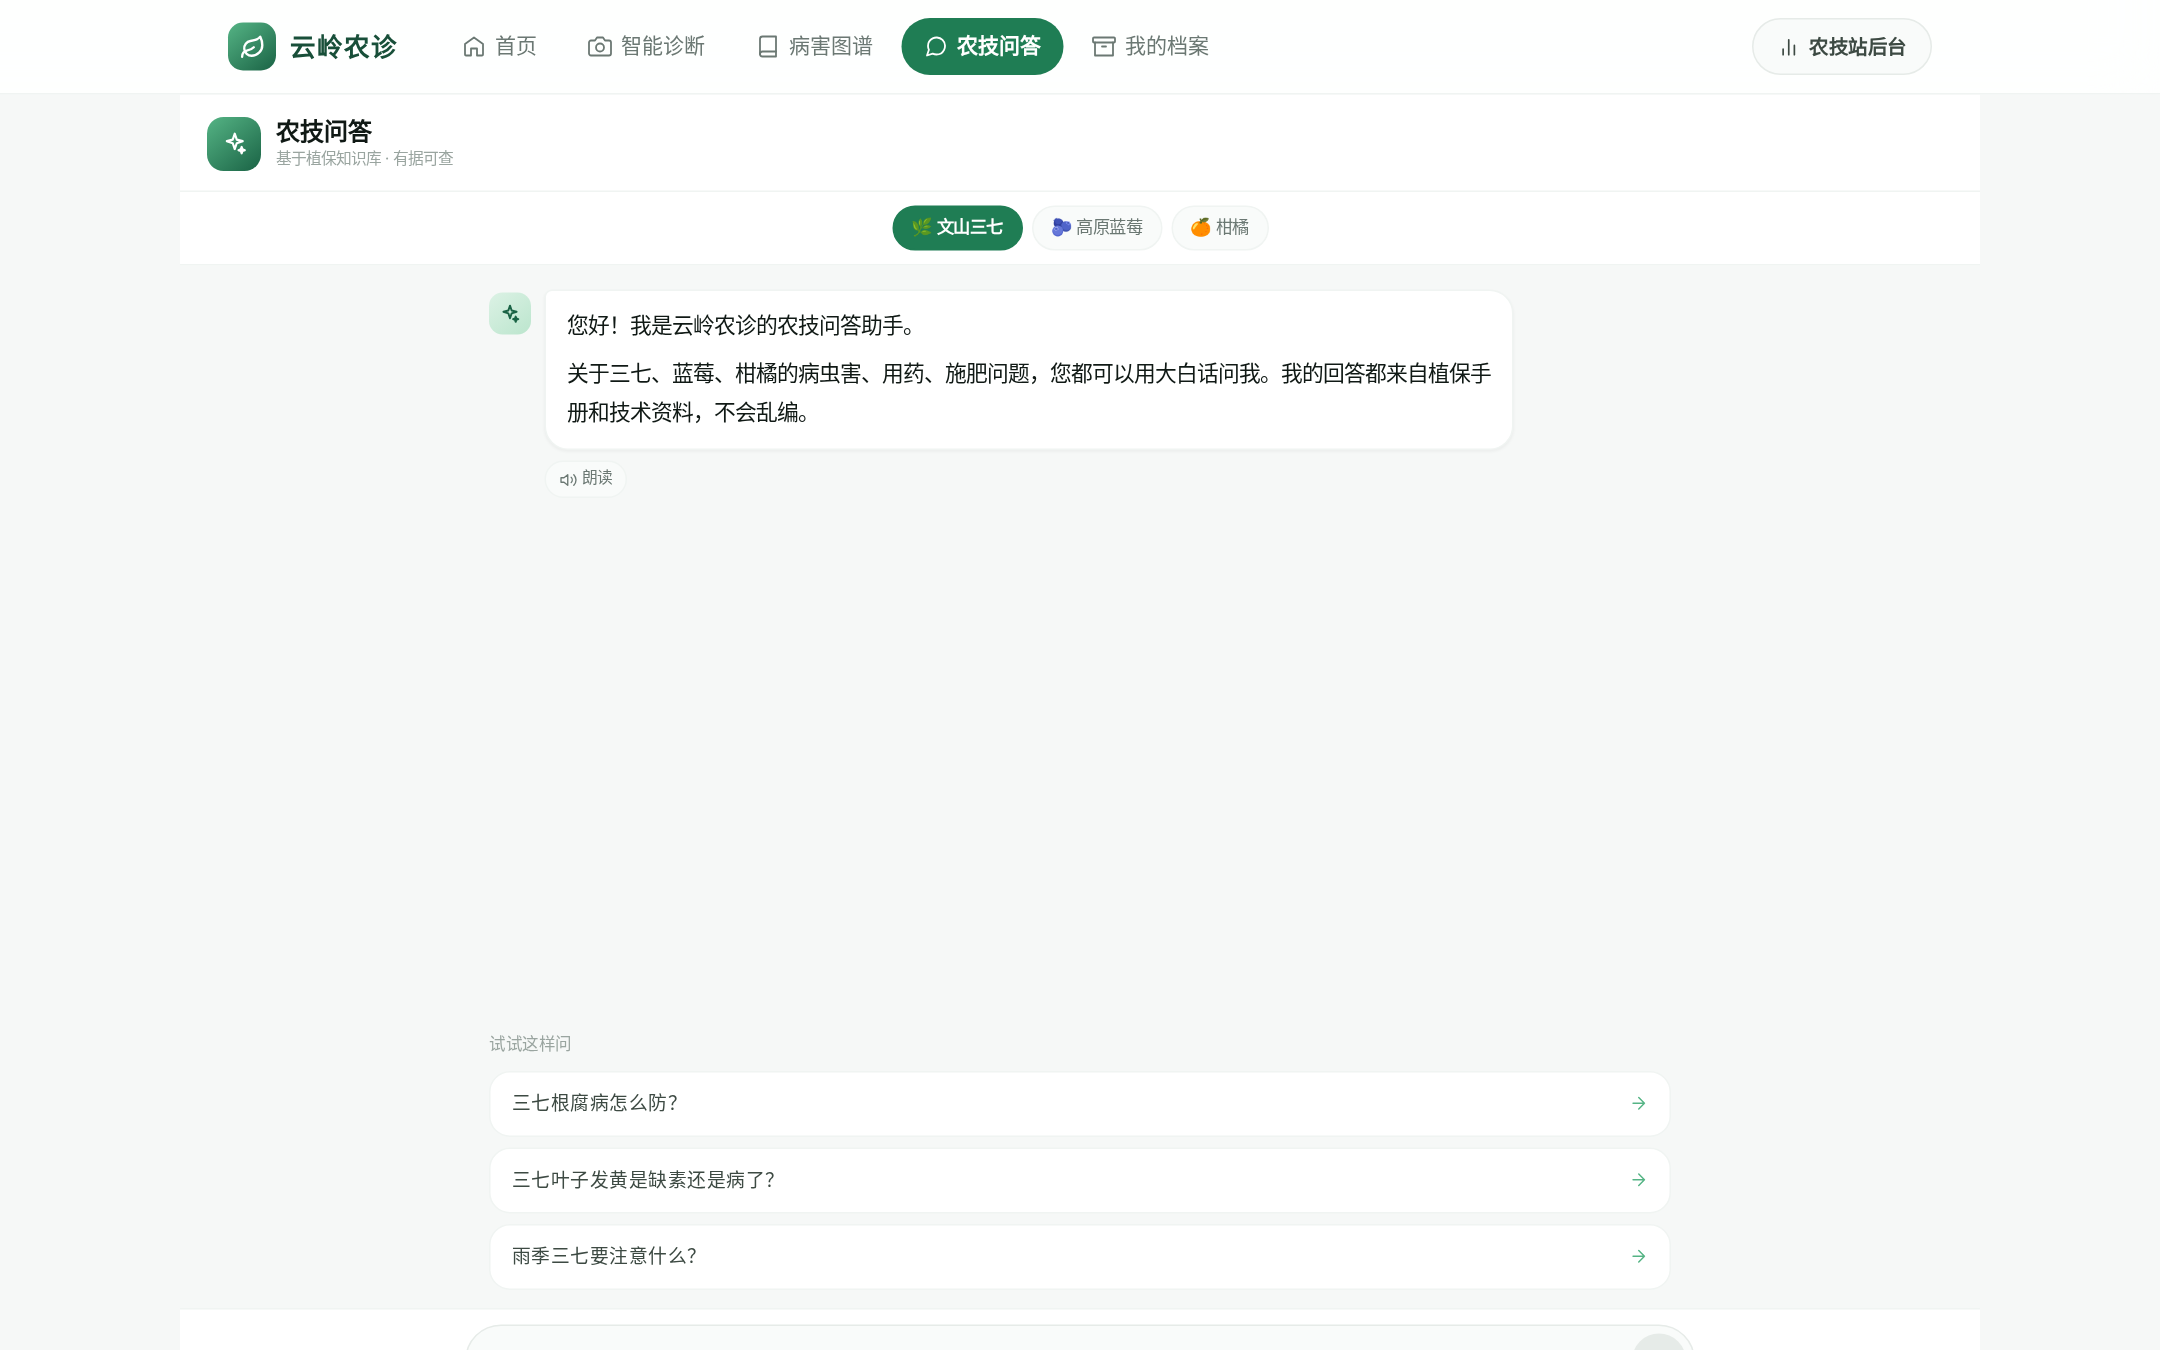 云岭农诊
首页
智能诊断
病害图谱
农技问答
我的档案
农技站后台
农技问答
基于植保知识库 · 有据可查
文山三七
高原蓝莓
柑橘
您好！我是云岭农诊的农技问答助手。
关于三七、蓝莓、柑橘的病虫害、用药、施肥问题，您都可以用大白话问我。我的回答都来自植保手
册和技术资料，不会乱编。
朗读
试试这样问
三七根腐病怎么防？
三七叶子发黄是缺素还是病了？
雨季三七要注意什么？